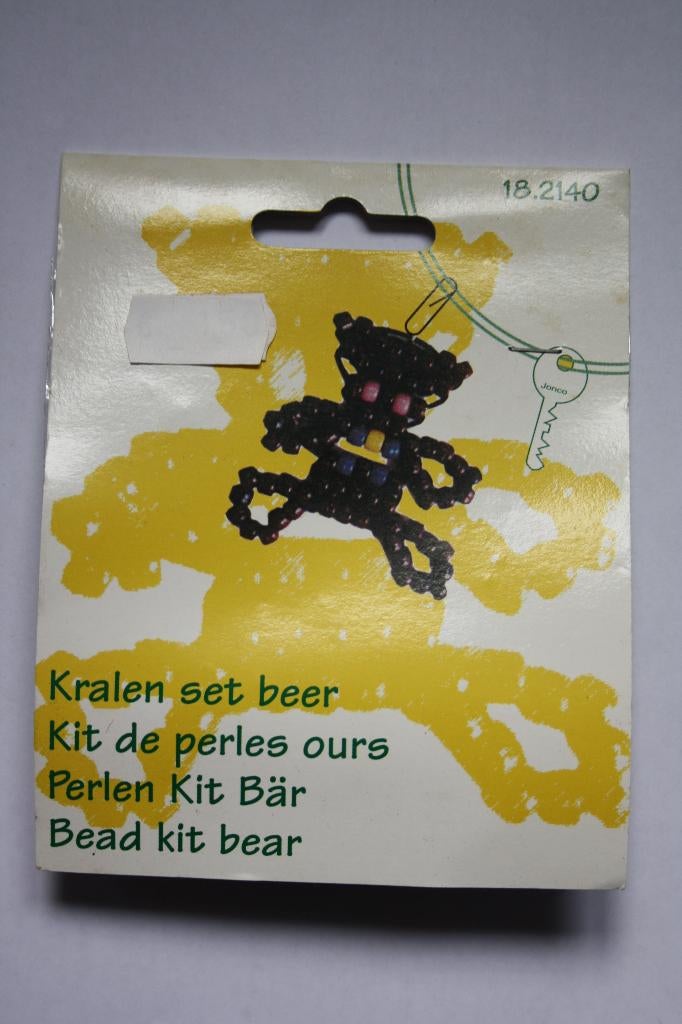 18.2140
Jonco
Kralen set beer
Kit de perles ours
Perlen Kit Bär
Bead kit bear